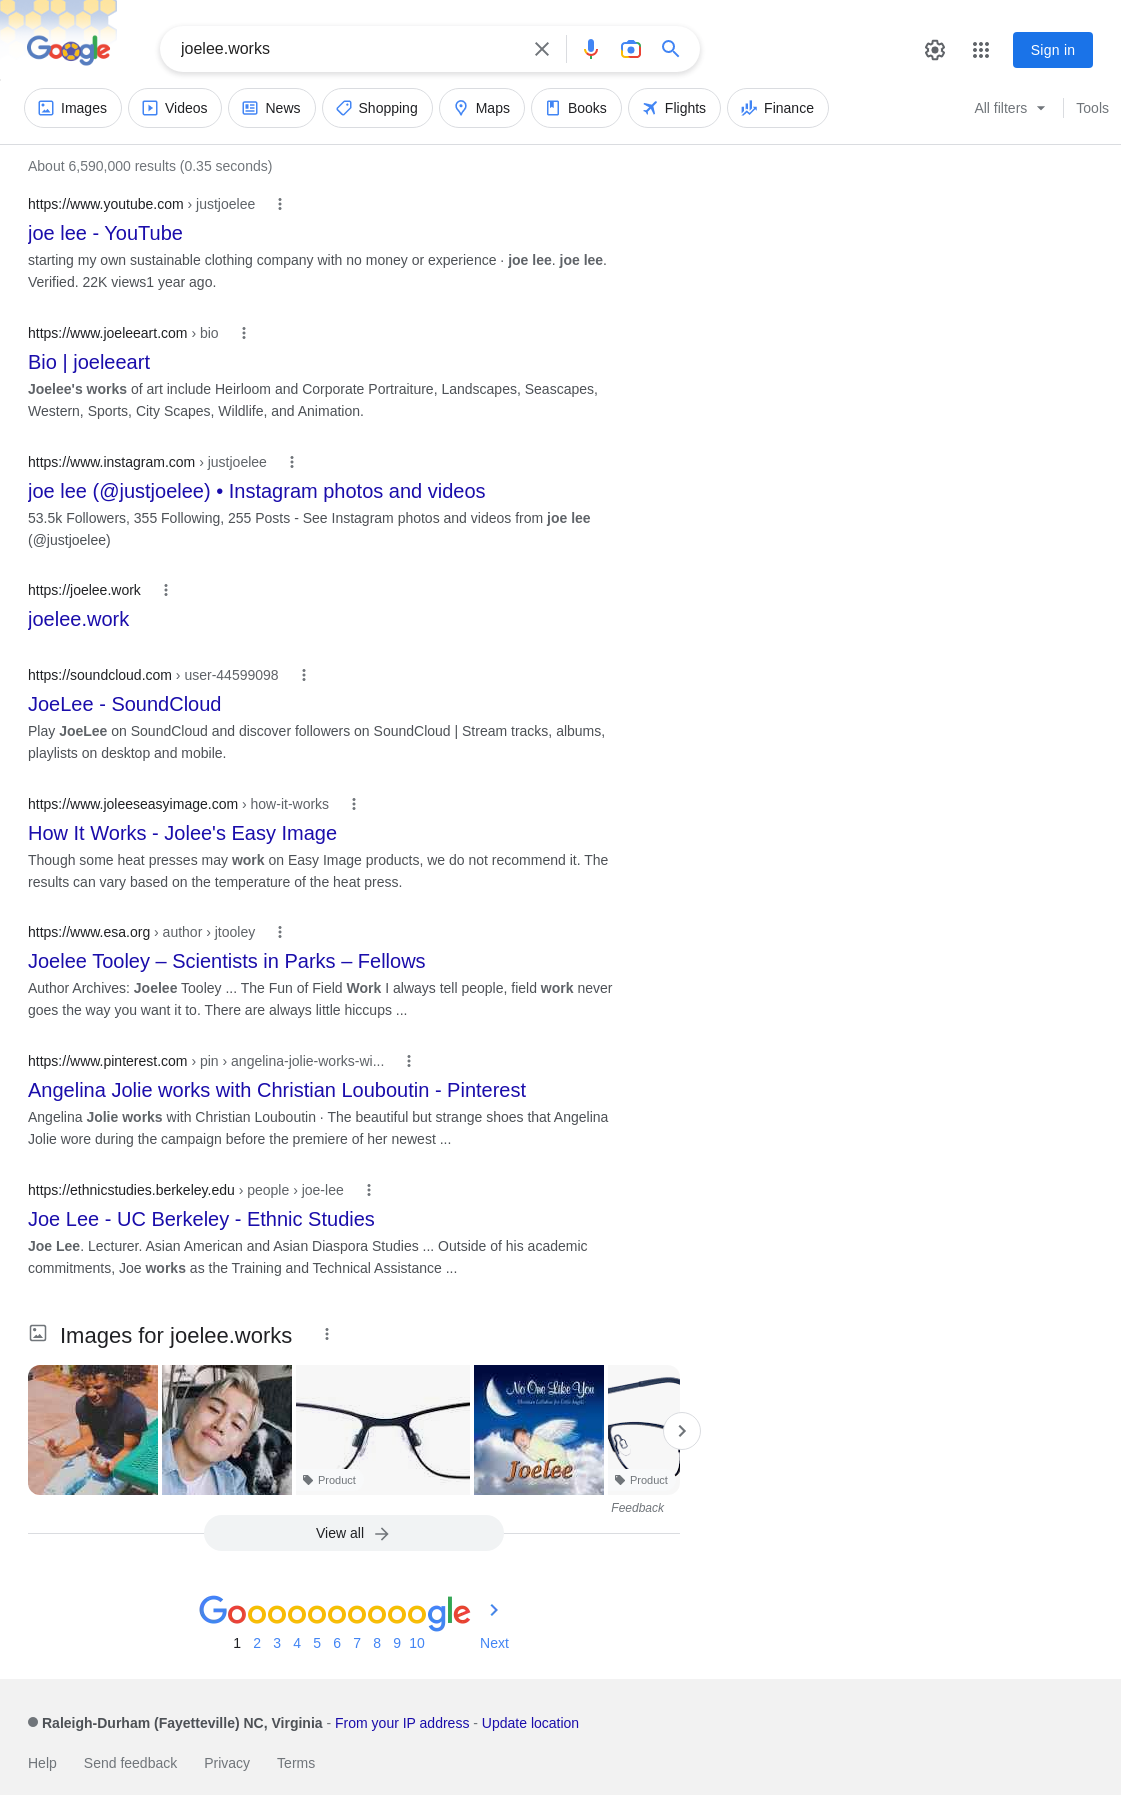 Google
joelee.works
Sign in
Images Videos News Shopping Maps Books Flights Finance All filters Tools
About 6,590,000 results (0.35 seconds)
https://www.youtube.com › justjoelee
joe lee - YouTube
starting my own sustainable clothing company with no money or experience · joe lee. joe lee.
Verified. 22K views1 year ago.
https://www.joeleeart.com › bio
Bio | joeleeart
Joelee's works of art include Heirloom and Corporate Portraiture, Landscapes, Seascapes,
Western, Sports, City Scapes, Wildlife, and Animation.
https://www.instagram.com › justjoelee
joe lee (@justjoelee) • Instagram photos and videos
53.5k Followers, 355 Following, 255 Posts - See Instagram photos and videos from joe lee
(@justjoelee)
https://joelee.work
joelee.work
https://soundcloud.com › user-44599098
JoeLee - SoundCloud
Play JoeLee on SoundCloud and discover followers on SoundCloud | Stream tracks, albums,
playlists on desktop and mobile.
https://www.joleeseasyimage.com › how-it-works
How It Works - Jolee's Easy Image
Though some heat presses may work on Easy Image products, we do not recommend it. The
results can vary based on the temperature of the heat press.
https://www.esa.org › author › jtooley
Joelee Tooley – Scientists in Parks – Fellows
Author Archives: Joelee Tooley ... The Fun of Field Work I always tell people, field work never
goes the way you want it to. There are always little hiccups ...
https://www.pinterest.com › pin › angelina-jolie-works-wi...
Angelina Jolie works with Christian Louboutin - Pinterest
Angelina Jolie works with Christian Louboutin · The beautiful but strange shoes that Angelina
Jolie wore during the campaign before the premiere of her newest ...
https://ethnicstudies.berkeley.edu › people › joe-lee
Joe Lee - UC Berkeley - Ethnic Studies
Joe Lee. Lecturer. Asian American and Asian Diaspora Studies ... Outside of his academic
commitments, Joe works as the Training and Technical Assistance ...
Images for joelee.works
No One Like You
Joelee
Product Product
Feedback
View all
Goooooooooogle
1 2 3 4 5 6 7 8 9 10 Next
Raleigh-Durham (Fayetteville) NC, Virginia - From your IP address - Update location
Help Send feedback Privacy Terms